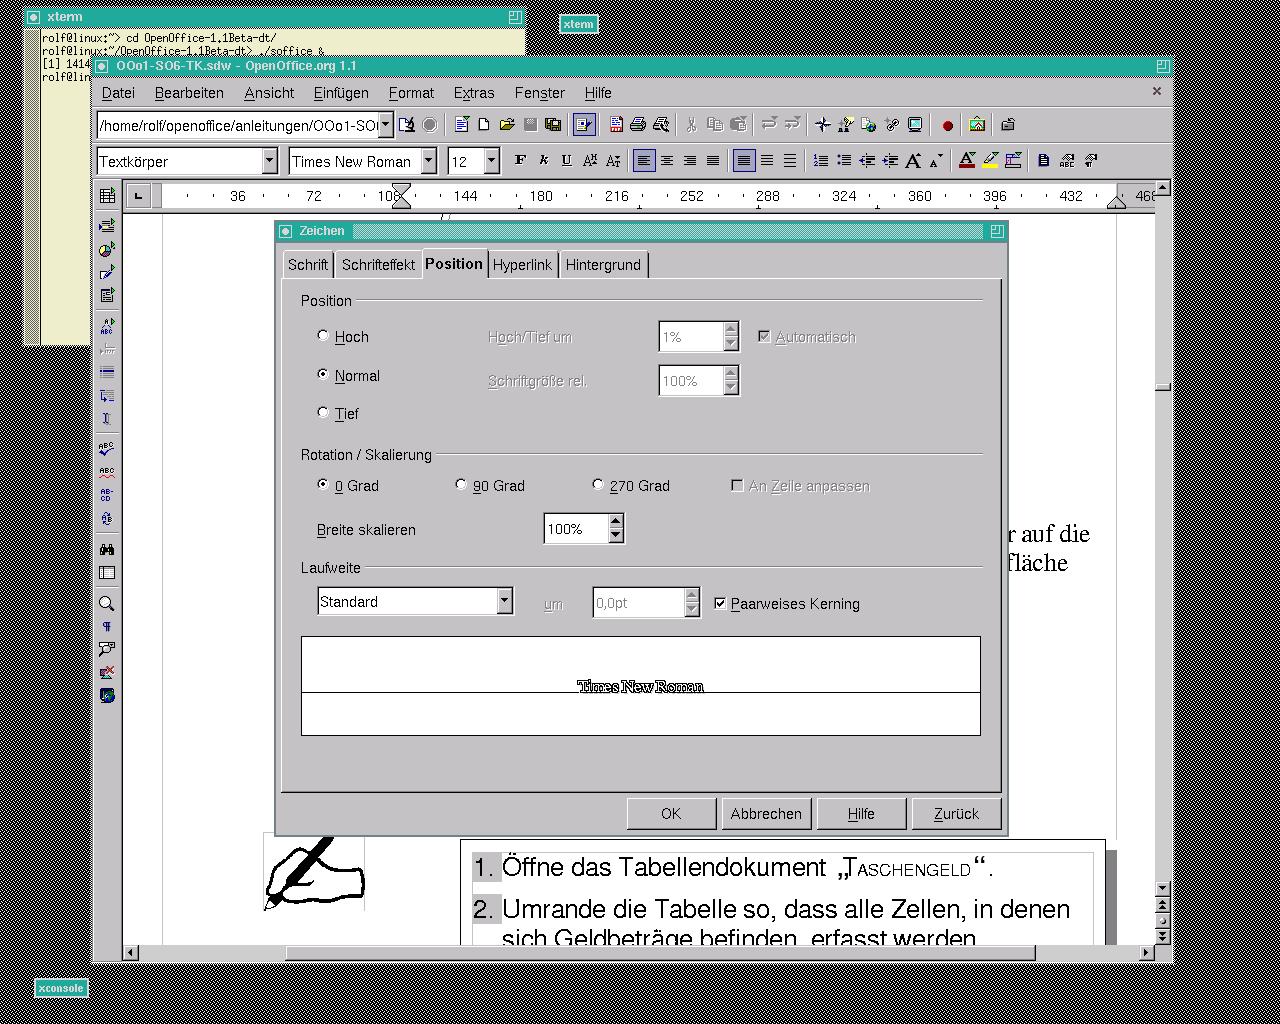 xterm
xterm
rolf@linux:~> cd OpenOffice-1.1Beta-dt/
rolf@linux:~/OpenOffice-1.1Beta-dt> ./soffice &
[1] 1414
rolf@lin
OOo1-SO6-TK.sdw - OpenOffice.org 1.1
Datei Bearbeiten Ansicht Einfügen Format Extras Fenster Hilfe
/home/rolf/openoffice/anleitungen/OOo1-SO
Textkörper Times New Roman 12 F k U
36 72 108 144 180 216 252 288 324 360 396 432 468
Zeichen
Schrift Schrifteffekt Position Hyperlink Hintergrund
Position
Hoch Hoch/Tief um 1% Automatisch
Normal Schriftgröße rel. 100%
Tief
Rotation / Skalierung
0 Grad 90 Grad 270 Grad An Zeile anpassen
Breite skalieren 100%
r auf die
fläche
Laufweite
Standard um 0,0pt Paarweises Kerning
Times New Roman
OK Abbrechen Hilfe Zurück
1. Öffne das Tabellendokument „TASCHENGELD“.
2. Umrande die Tabelle so, dass alle Zellen, in denen
sich Geldbeträge befinden, erfasst werden
xconsole